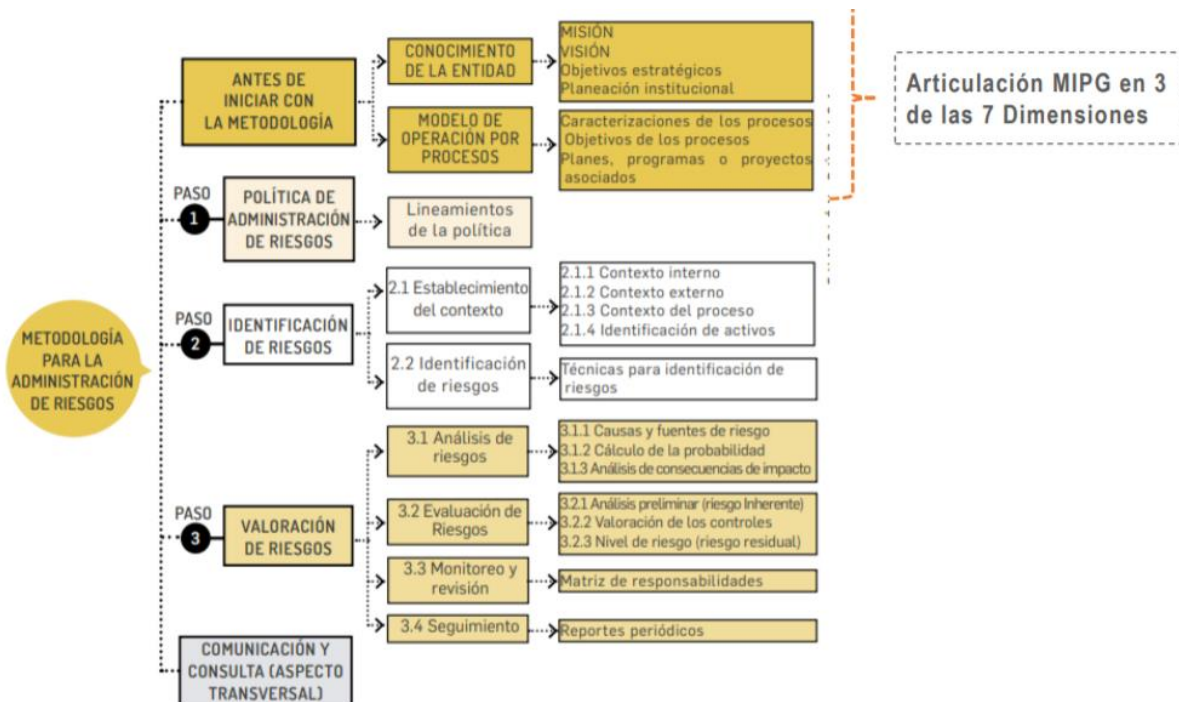 METODOLOGÍA
PARA LA
ADMINISTRACIÓN
DE RIESGOS
ANTES DE
INICIAR CON
LA METODOLOGÍA
CONOCIMIENTO
DE LA ENTIDAD
MISIÓN
VISIÓN
Objetivos estratégicos
Planeación institucional
MODELO DE
OPERACIÓN POR
PROCESOS
Caracterizaciones de los procesos
Objetivos de los procesos
Planes, programas o proyectos
asociados
Articulación MIPG en 3
de las 7 Dimensiones
PASO
1
POLÍTICA DE
ADMINISTRACIÓN
DE RIESGOS
Lineamientos
de la política
PASO
2
IDENTIFICACIÓN
DE RIESGOS
2.1 Establecimiento
del contexto
2.1.1 Contexto interno
2.1.2 Contexto externo
2.1.3 Contexto del proceso
2.1.4 Identificación de activos
2.2 Identificación
de riesgos
Técnicas para identificación de
riesgos
PASO
3
VALORACIÓN
DE RIESGOS
3.1 Análisis de
riesgos
3.1.1 Causas y fuentes de riesgo
3.1.2 Cálculo de la probabilidad
3.1.3 Análisis de consecuencias de impacto
3.2 Evaluación de
Riesgos
3.2.1 Análisis preliminar (riesgo Inherente)
3.2.2 Valoración de los controles
3.2.3 Nivel de riesgo (riesgo residual)
3.3 Monitoreo y
revisión
Matriz de responsabilidades
3.4 Seguimiento
Reportes periódicos
COMUNICACIÓN Y
CONSULTA (ASPECTO
TRANSVERSAL)